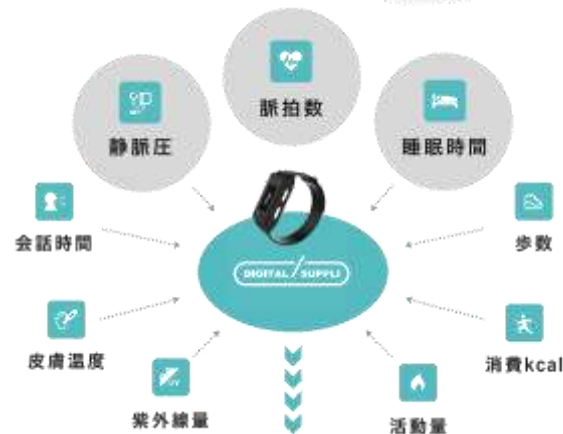 脈拍数
静脈圧
睡眠時間
会話時間
歩数
DIGITAL/SUPPLI
皮膚温度
消費kcal
紫外線量
UV
活動量